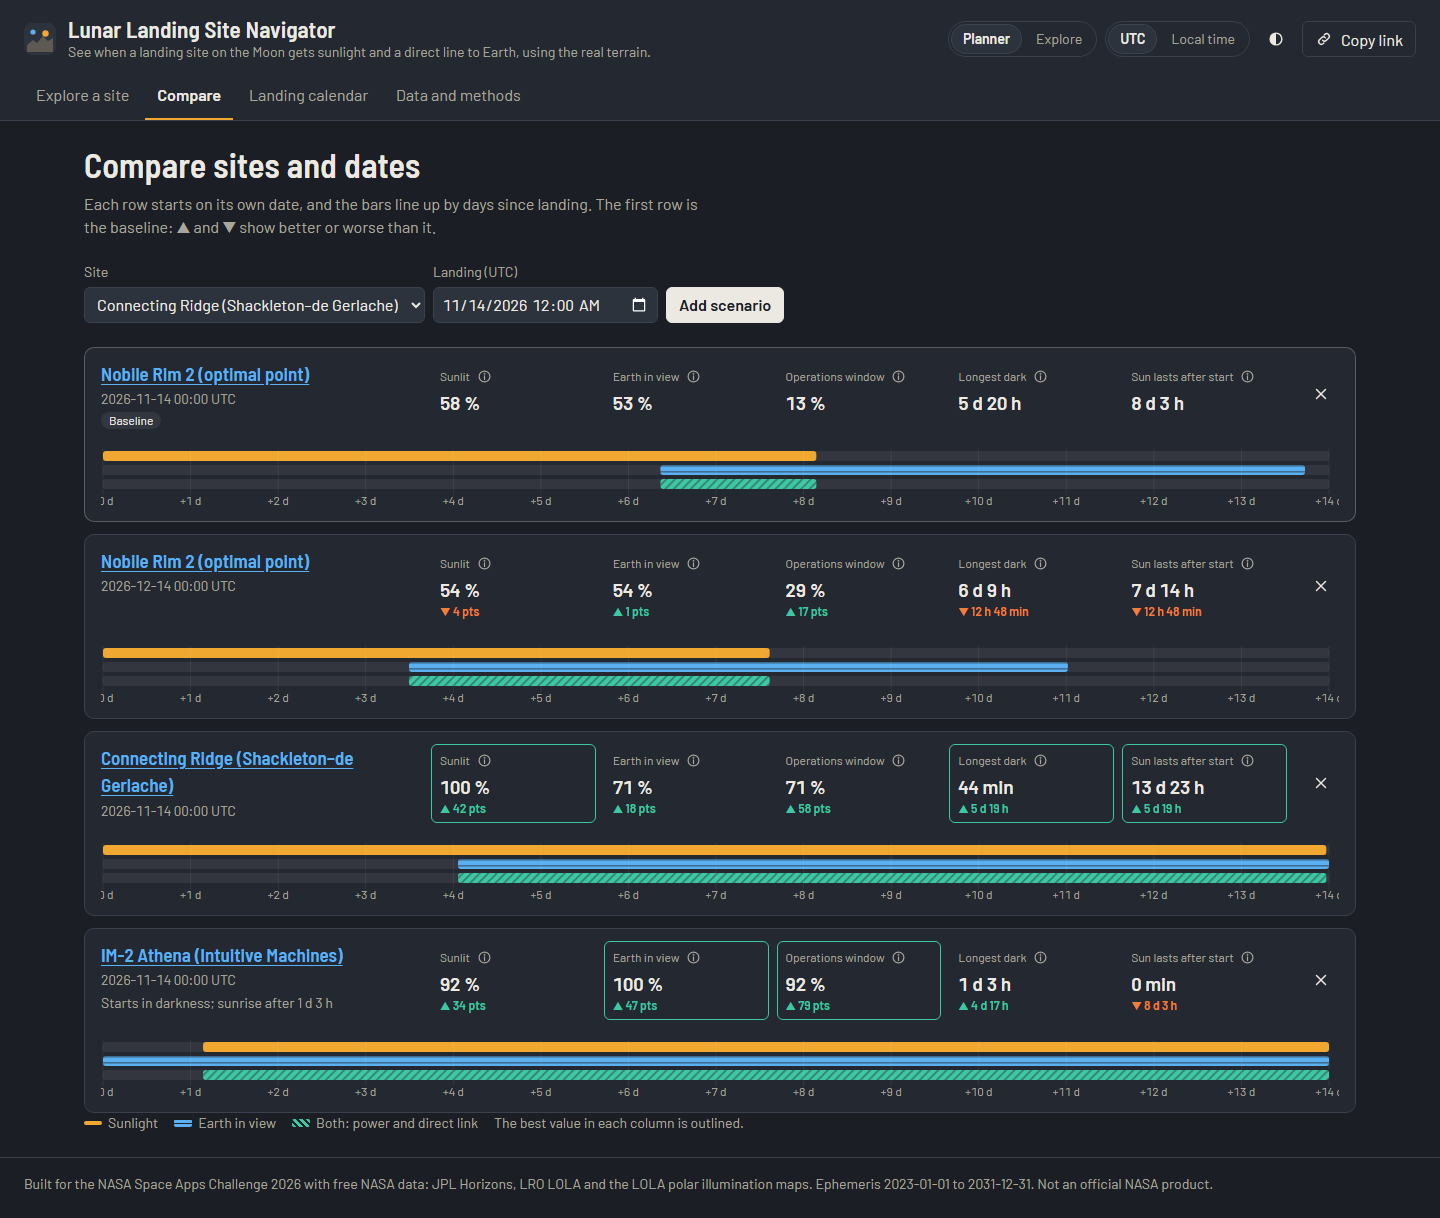 Lunar Landing Site Navigator
See when a landing site on the Moon gets sunlight and a direct line to Earth, using the real terrain.
Planner Explore UTC Local time Copy link
Explore a site Compare Landing calendar Data and methods
Compare sites and dates
Each row starts on its own date, and the bars line up by days since landing. The first row is
the baseline: ▲ and ▼ show better or worse than it.
Site Landing (UTC)
Connecting Ridge (Shackleton–de Gerlache) 11/14/2026 12:00 AM Add scenario
Nobile Rim 2 (optimal point)
2026-11-14 00:00 UTC
Baseline
Sunlit Earth in view Operations window Longest dark Sun lasts after start
58 % 53 % 13 % 5 d 20 h 8 d 3 h
0 d +1 d +2 d +3 d +4 d +5 d +6 d +7 d +8 d +9 d +10 d +11 d +12 d +13 d +14 d
Nobile Rim 2 (optimal point)
2026-12-14 00:00 UTC
Sunlit Earth in view Operations window Longest dark Sun lasts after start
54 % 54 % 29 % 6 d 9 h 7 d 14 h
▼ 4 pts ▲ 1 pts ▲ 17 pts ▼ 12 h 48 min ▼ 12 h 48 min
0 d +1 d +2 d +3 d +4 d +5 d +6 d +7 d +8 d +9 d +10 d +11 d +12 d +13 d +14 d
Connecting Ridge (Shackleton–de
Gerlache)
2026-11-14 00:00 UTC
Sunlit Earth in view Operations window Longest dark Sun lasts after start
100 % 71 % 71 % 44 min 13 d 23 h
▲ 42 pts ▲ 18 pts ▲ 58 pts ▲ 5 d 19 h ▲ 5 d 19 h
0 d +1 d +2 d +3 d +4 d +5 d +6 d +7 d +8 d +9 d +10 d +11 d +12 d +13 d +14 d
IM-2 Athena (Intuitive Machines)
2026-11-14 00:00 UTC
Starts in darkness; sunrise after 1 d 3 h
Sunlit Earth in view Operations window Longest dark Sun lasts after start
92 % 100 % 92 % 1 d 3 h 0 min
▲ 34 pts ▲ 47 pts ▲ 79 pts ▲ 4 d 17 h ▼ 8 d 3 h
0 d +1 d +2 d +3 d +4 d +5 d +6 d +7 d +8 d +9 d +10 d +11 d +12 d +13 d +14 d
Sunlight Earth in view Both: power and direct link The best value in each column is outlined.
Built for the NASA Space Apps Challenge 2026 with free NASA data: JPL Horizons, LRO LOLA and the LOLA polar illumination maps. Ephemeris 2023-01-01 to 2031-12-31. Not an official NASA product.